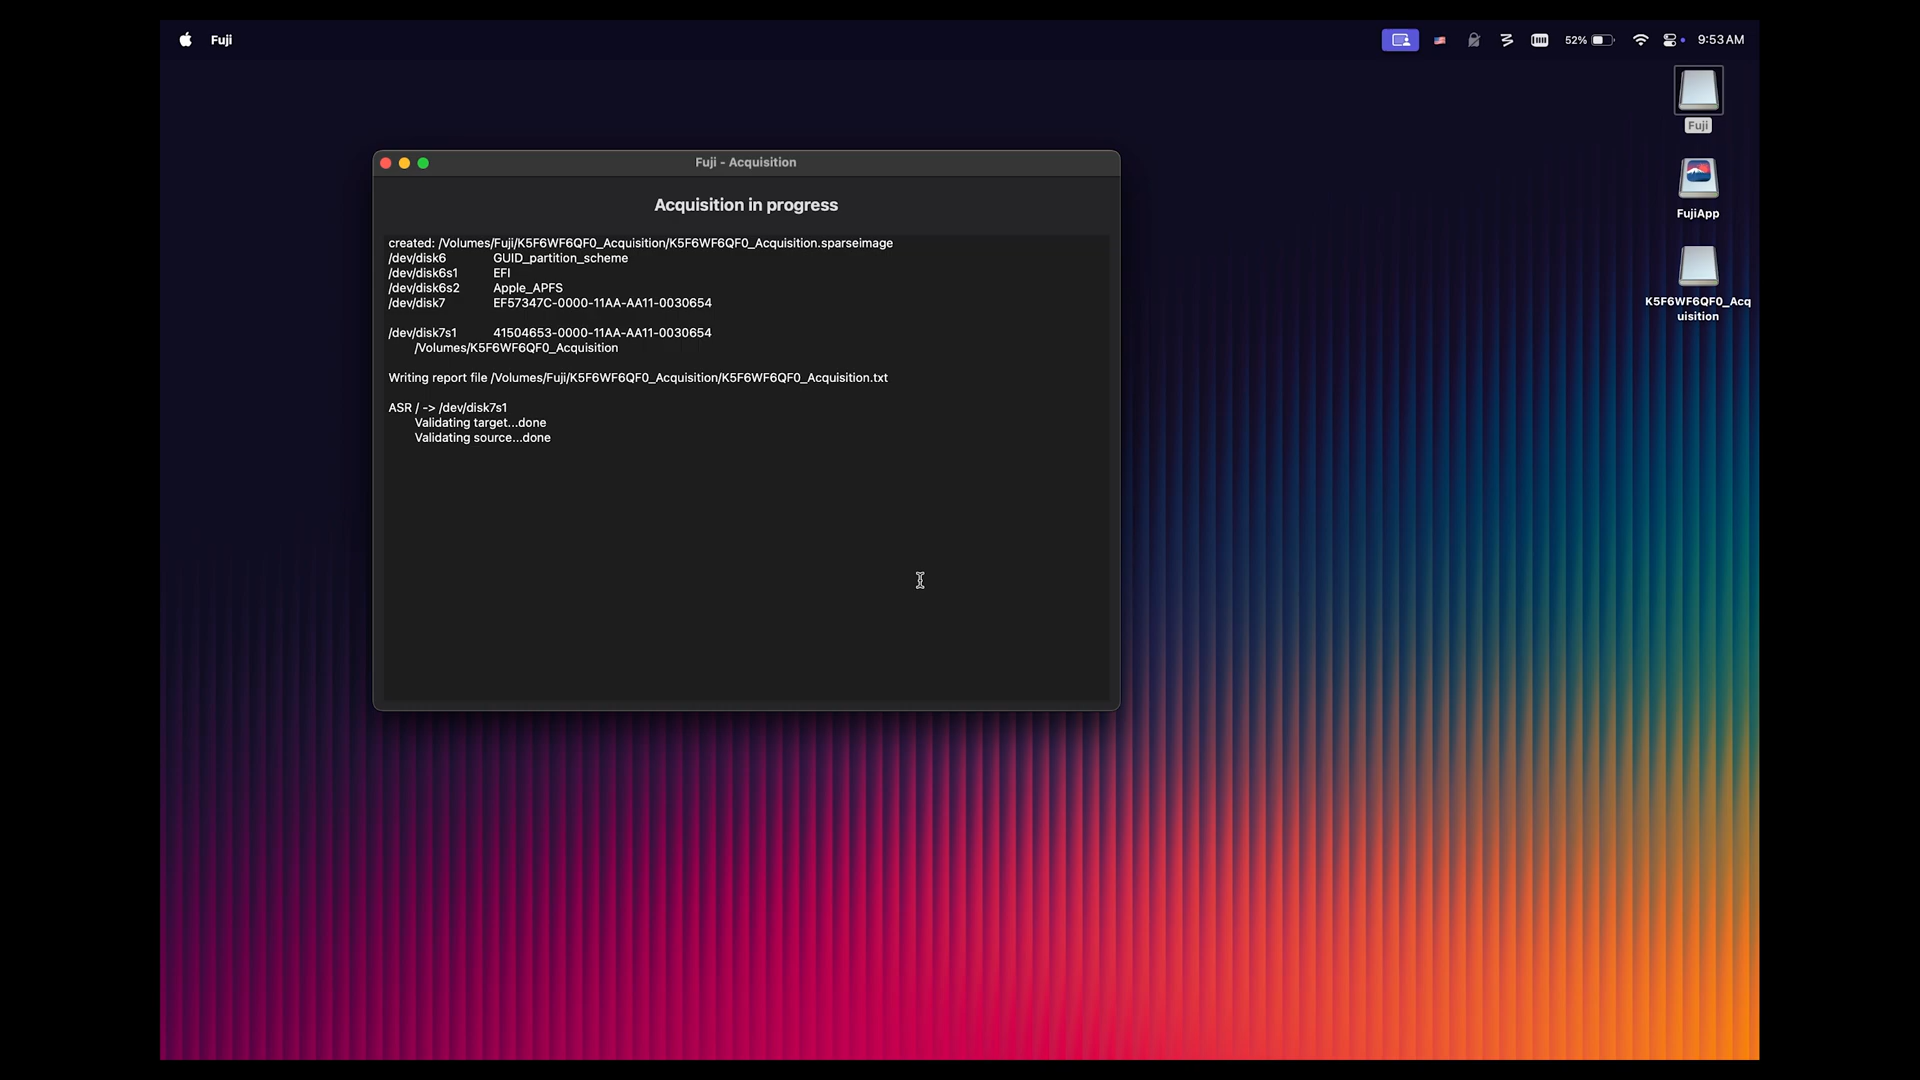 Fuji
52%
9:53 AM
Fuji
FujiApp
K5F6WF6QF0_Acq
uisition
Fuji - Acquisition
Acquisition in progress
created: /Volumes/Fuji/K5F6WF6QF0_Acquisition/K5F6WF6QF0_Acquisition.sparseimage
/dev/disk6 GUID_partition_scheme
/dev/disk6s1 EFI
/dev/disk6s2 Apple_APFS
/dev/disk7 EF57347C-0000-11AA-AA11-0030654
/dev/disk7s1 41504653-0000-11AA-AA11-0030654
/Volumes/K5F6WF6QF0_Acquisition
Writing report file /Volumes/Fuji/K5F6WF6QF0_Acquisition/K5F6WF6QF0_Acquisition.txt
ASR / -> /dev/disk7s1
Validating target...done
Validating source...done